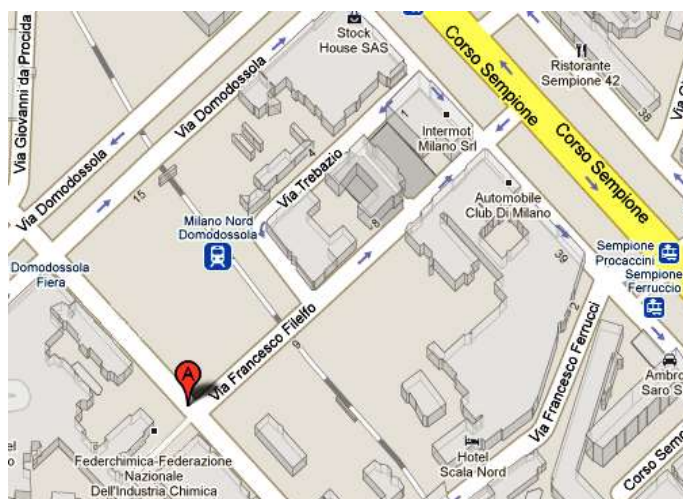 Stock
House SAS
Corso Sempione
Ristorante
Sempione 42
Via Giovanni da Procida
Via Domodossola
38
1
Intermot
Milano Srl
Via Domodossola
4
Via Trebazio
15
Automobile
Club Di Milano
Corso Sempione
Milano Nord
Domodossola
8
Sempione
Procaccini
Sempione
Ferruccio
39
Domodossola
Fiera
2
Via Francesco Filelfo
9
A
Via Francesco Ferrucci
Ambro
Saro S
Hotel
Scala Nord
Corso Sem
Federchimica-Federazione
Nazionale
Dell'Industria Chimica